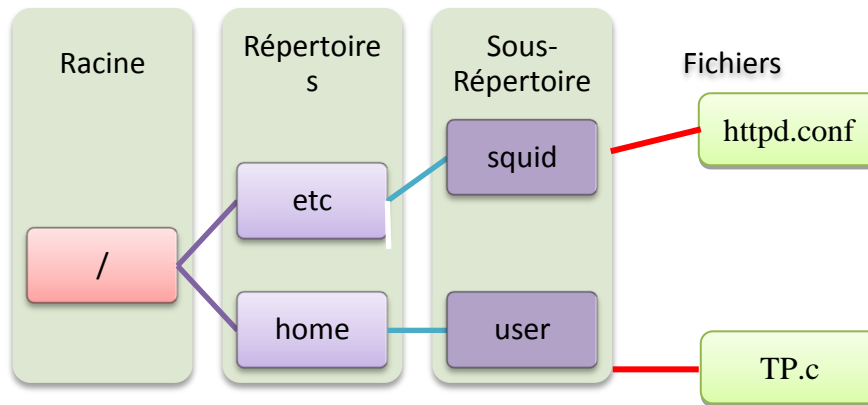 Racine
Répertoire
s
Sous-
Répertoire
Fichiers
httpd.conf
squid
etc
/
home
user
TP.c